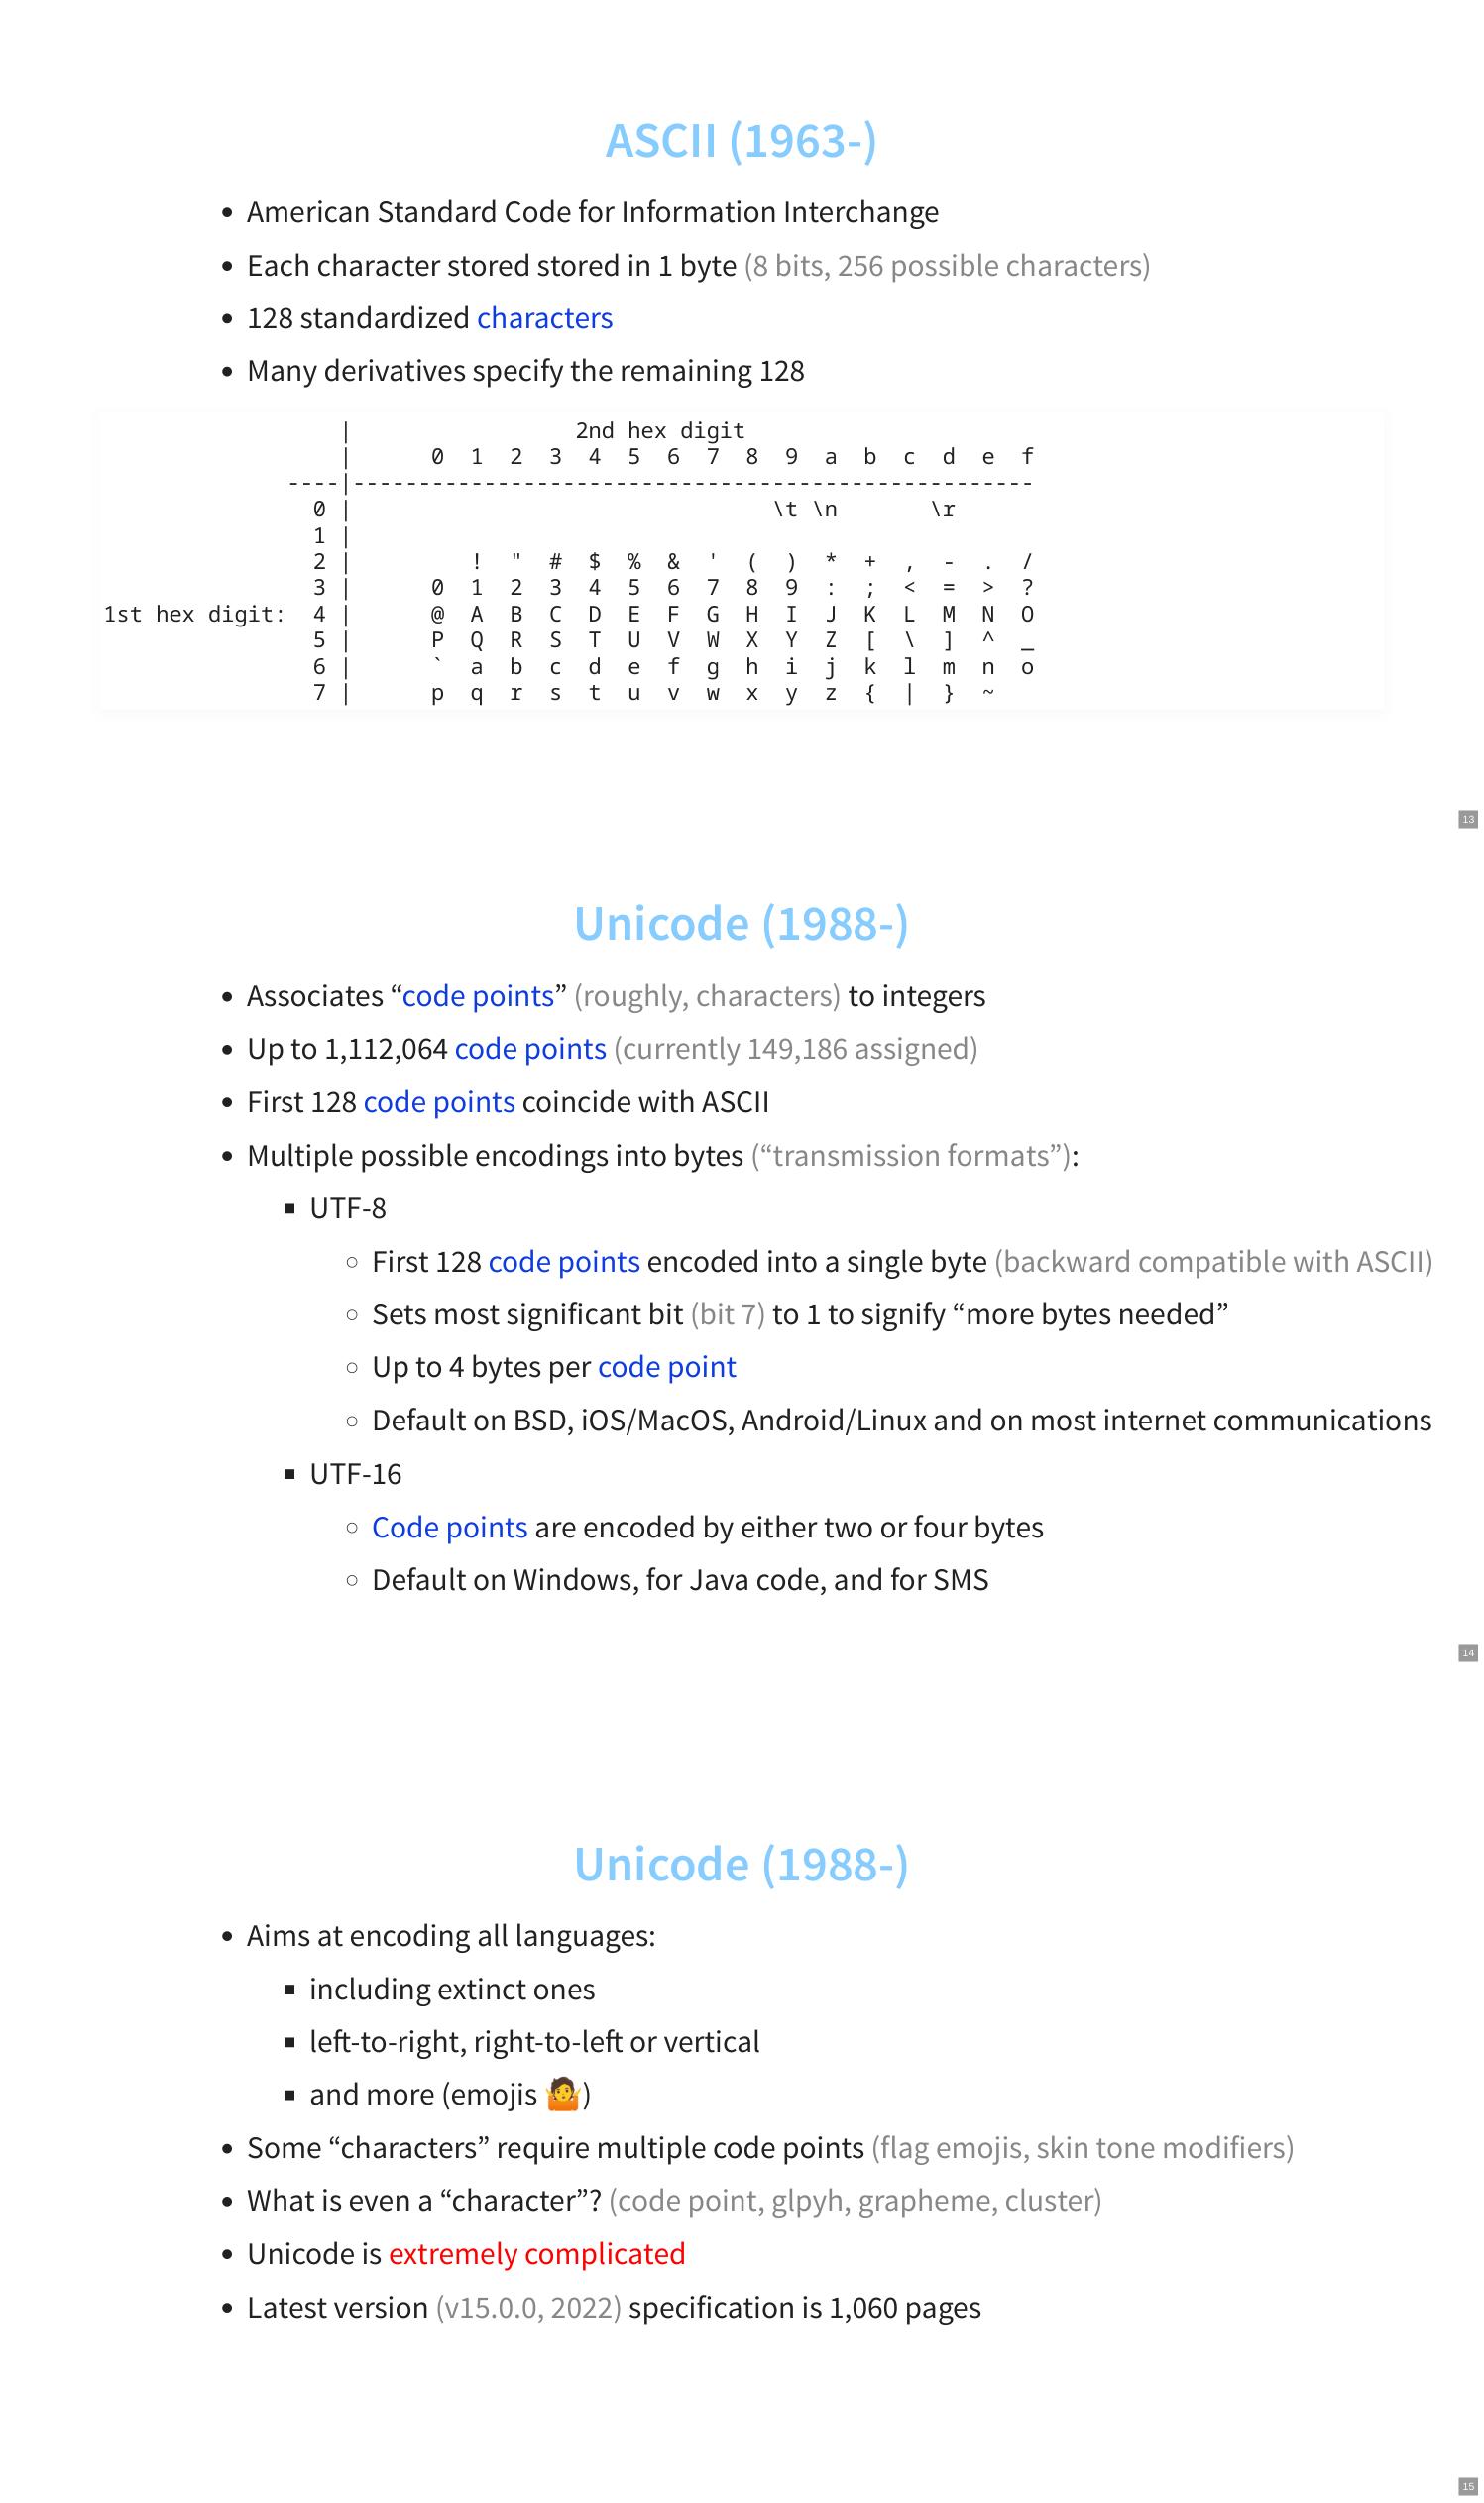 ASCII (1963-)
• American Standard Code for Information Interchange
• Each character stored stored in 1 byte (8 bits, 256 possible characters)
• 128 standardized characters
• Many derivatives specify the remaining 128
                   |                 2nd hex digit
                   |      0  1  2  3  4  5  6  7  8  9  a  b  c  d  e  f
               ----|----------------------------------------------------
                 0 |                                \t \n       \r
                 1 |
                 2 |         !  "  #  $  %  &  '  (  )  *  +  ,  -  .  /
                 3 |      0  1  2  3  4  5  6  7  8  9  :  ;  <  =  >  ?
1st hex digit:   4 |      @  A  B  C  D  E  F  G  H  I  J  K  L  M  N  O
                 5 |      P  Q  R  S  T  U  V  W  X  Y  Z  [  \  ]  ^  _
                 6 |      `  a  b  c  d  e  f  g  h  i  j  k  l  m  n  o
                 7 |      p  q  r  s  t  u  v  w  x  y  z  {  |  }  ~
13
Unicode (1988-)
• Associates “code points” (roughly, characters) to integers
• Up to 1,112,064 code points (currently 149,186 assigned)
• First 128 code points coincide with ASCII
• Multiple possible encodings into bytes (“transmission formats”):
▪ UTF-8
◦ First 128 code points encoded into a single byte (backward compatible with ASCII)
◦ Sets most significant bit (bit 7) to 1 to signify “more bytes needed”
◦ Up to 4 bytes per code point
◦ Default on BSD, iOS/MacOS, Android/Linux and on most internet communications
▪ UTF-16
◦ Code points are encoded by either two or four bytes
◦ Default on Windows, for Java code, and for SMS
14
Unicode (1988-)
• Aims at encoding all languages:
▪ including extinct ones
▪ left-to-right, right-to-left or vertical
▪ and more (emojis 🤷)
• Some “characters” require multiple code points (flag emojis, skin tone modifiers)
• What is even a “character”? (code point, glpyh, grapheme, cluster)
• Unicode is extremely complicated
• Latest version (v15.0.0, 2022) specification is 1,060 pages
15